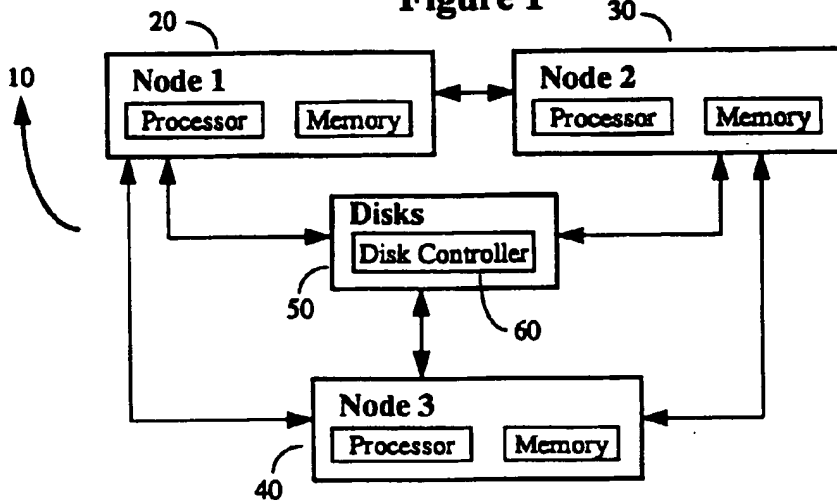 Figure 1
20
30
10
Node 1
Processor Memory
Node 2
Processor Memory
Disks
Disk Controller
50
60
Node 3
Processor Memory
40